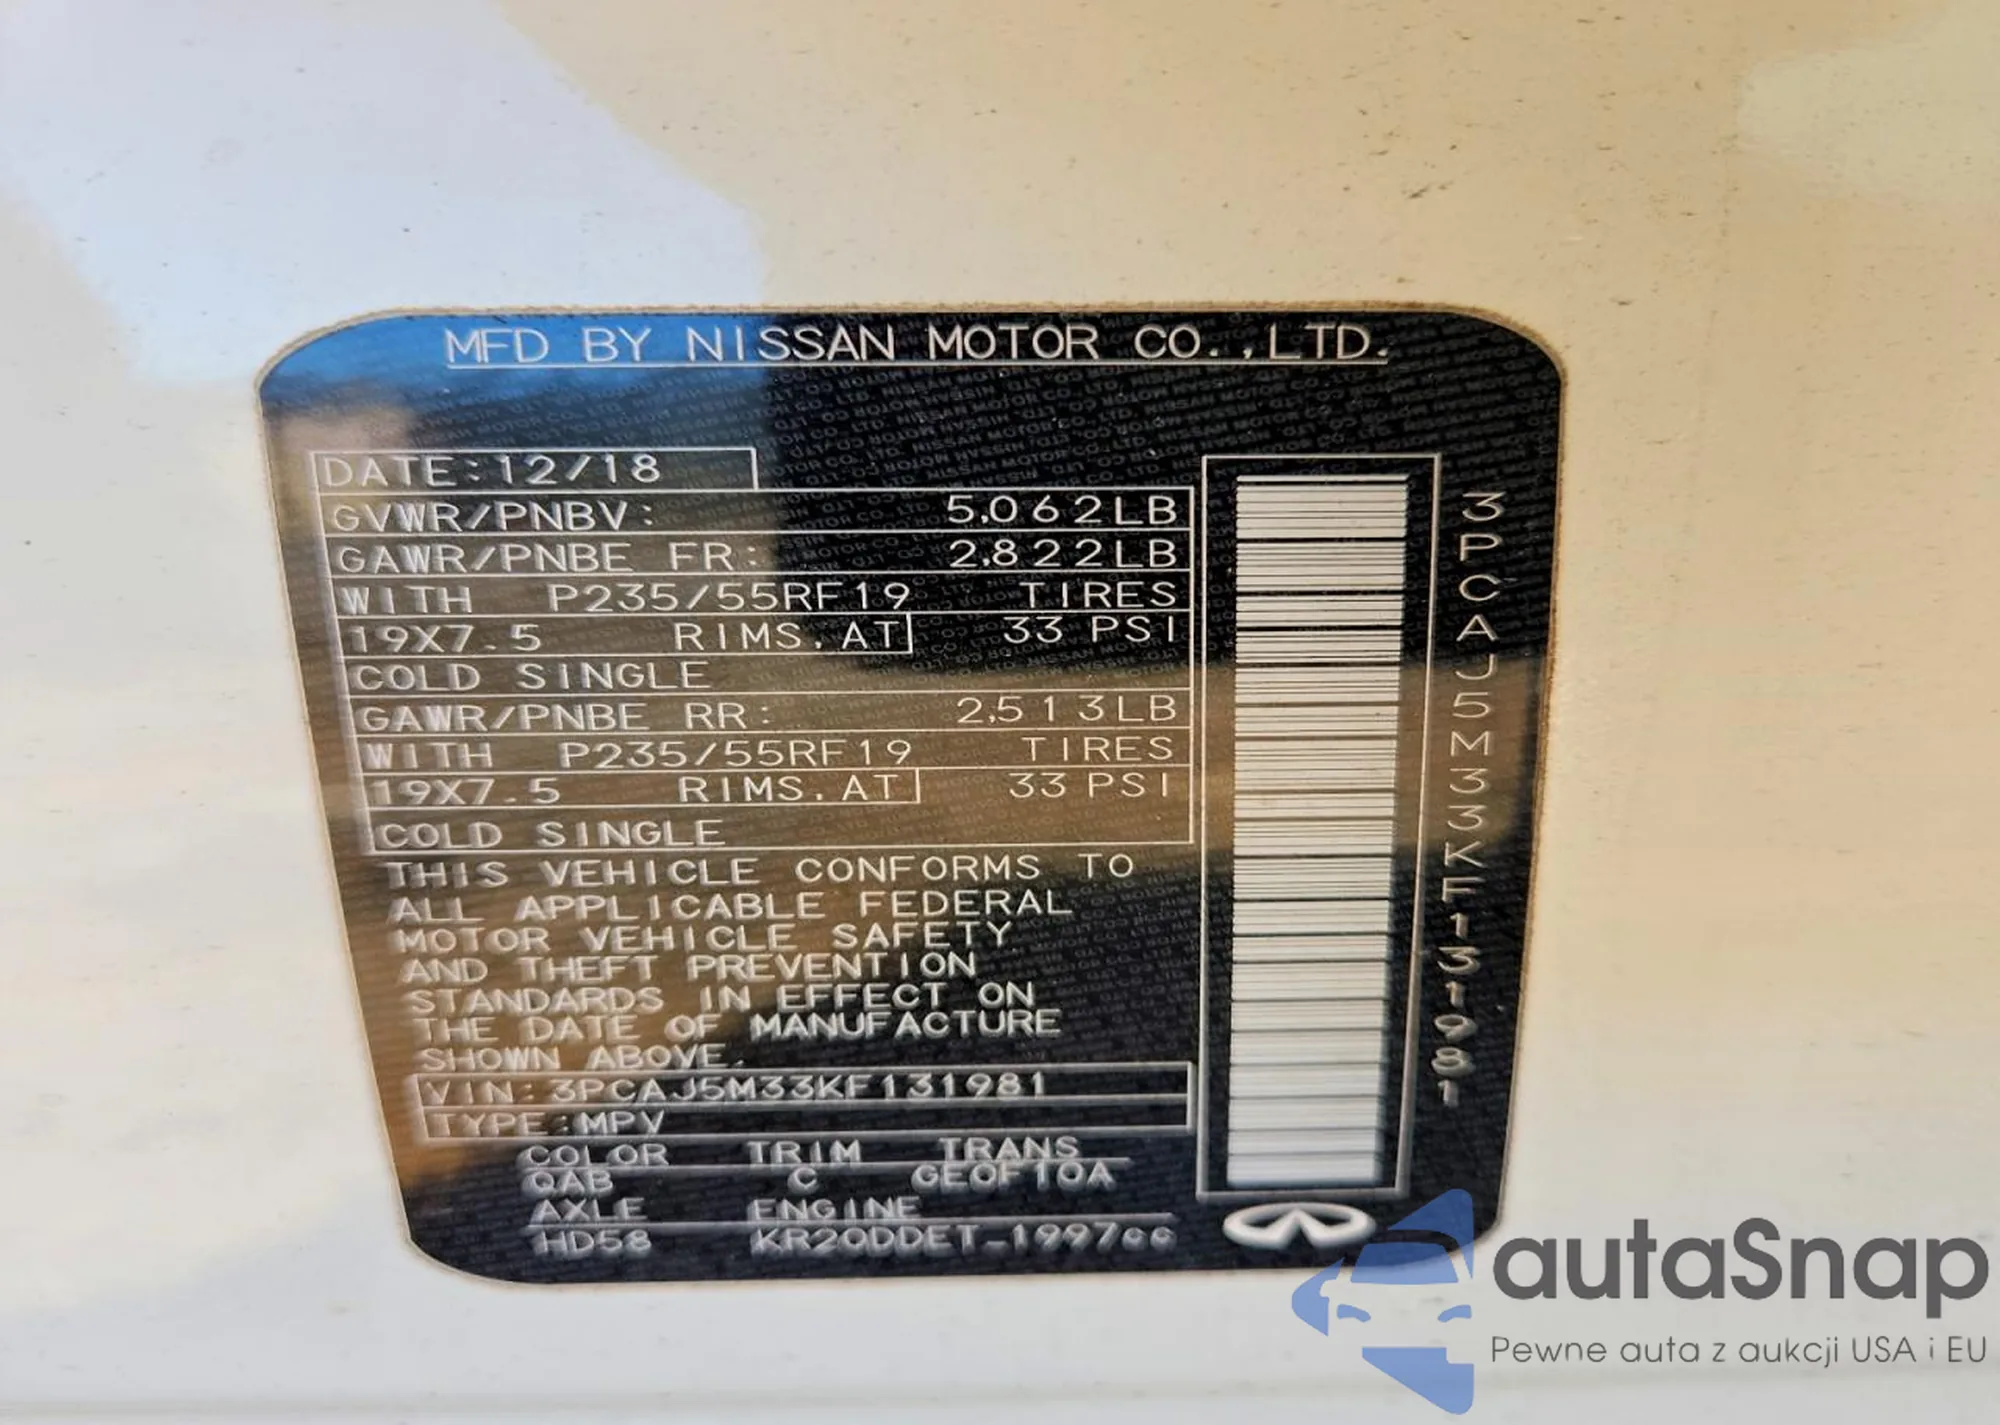 MFD BY NISSAN MOTOR CO.,LTD.
DATE:12/18
GVWR/PNBV: 5,062LB
GAWR/PNBE FR: 2,822LB
WITH P235/55RF19 TIRES
19X7.5 RIMS,AT 33 PSI
COLD SINGLE
GAWR/PNBE RR: 2,513LB
WITH P235/55RF19 TIRES
19X7.5 RIMS,AT 33 PSI
COLD SINGLE
THIS VEHICLE CONFORMS TO
ALL APPLICABLE FEDERAL
MOTOR VEHICLE SAFETY
AND THEFT PREVENTION
STANDARDS IN EFFECT ON
THE DATE OF MANUFACTURE
SHOWN ABOVE.
VIN:3PCAJ5M33KF131981
TYPE:MPV
COLOR TRIM TRANS
QAB C GEOF10A
AXLE ENGINE
HD58 KR20DDET-1997cc
3PCAJ5M33KF131981
autaSnap
Pewne auta z aukcji USA i EU